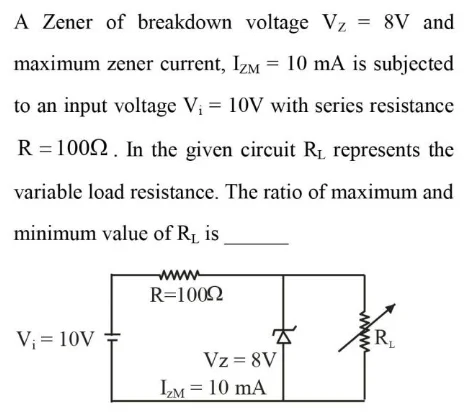 A Zener of breakdown voltage V_Z = 8V and
maximum zener current, I_ZM = 10 mA is subjected
to an input voltage V_i = 10V with series resistance
R = 100Ω. In the given circuit R_L represents the
variable load resistance. The ratio of maximum and
minimum value of R_L is ______
R=100Ω
V_i = 10V
R_L
Vz = 8V
I_zM = 10 mA